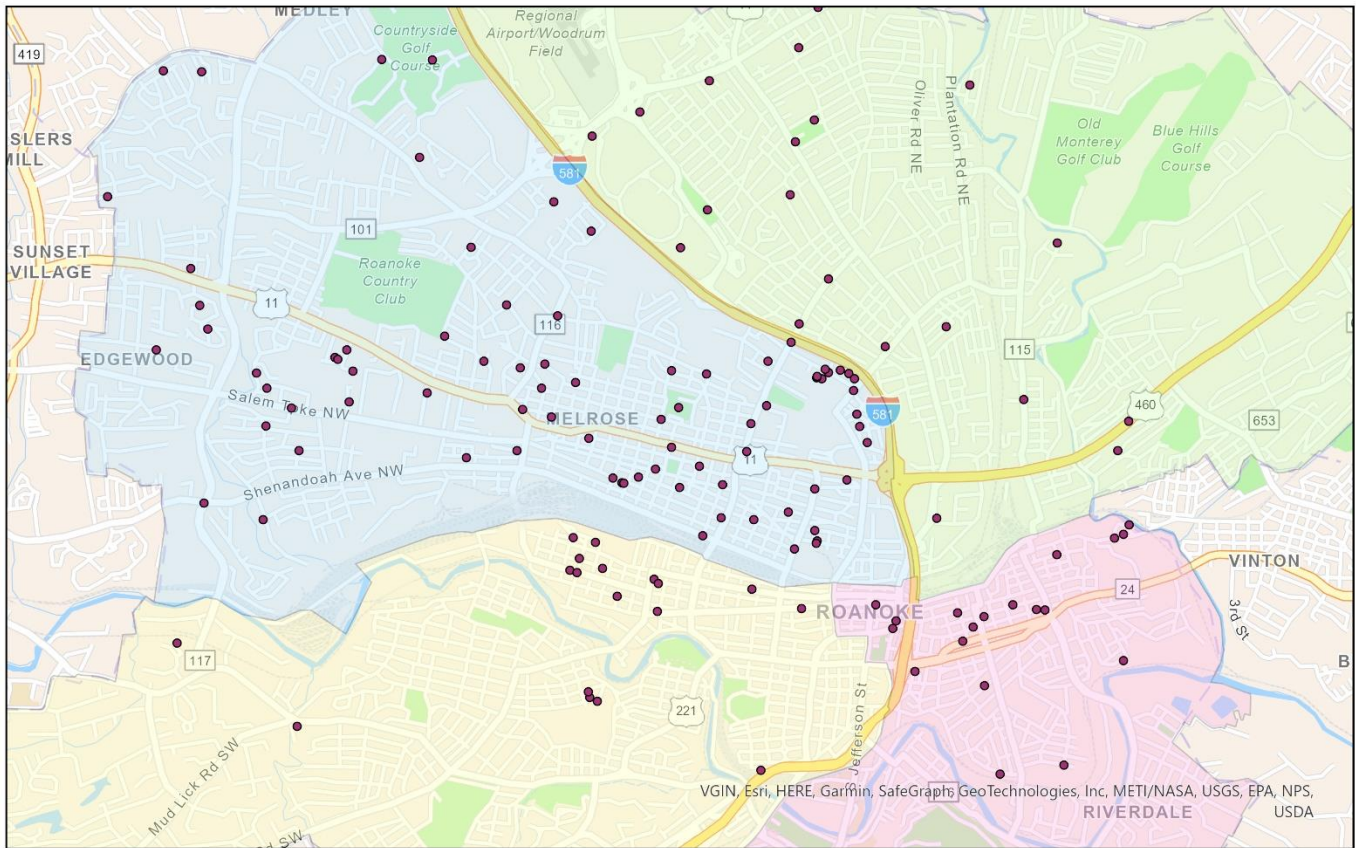 MEDLEY
Regional
Airport/Woodrum
Field
Countryside
Golf
Course
419
Oliver Rd NE
Plantation Rd NE
Old
Monterey
Golf Club
Blue Hills
Golf
Course
SLERS
MILL
581
101
SUNSET
VILLAGE
Roanoke
Country
Club
11
116
115
EDGEWOOD
Salem Tpke NW
MELROSE
581
460
653
11
Shenandoah Ave NW
VINTON
24
3rd St
ROANOKE
117
B
221
S Jefferson St
Mud Lick Rd SW
VGIN, Esri, HERE, Garmin, SafeGraph, GeoTechnologies, Inc, METI/NASA, USGS, EPA, NPS,
USDA
RIVERDALE
Rd SW